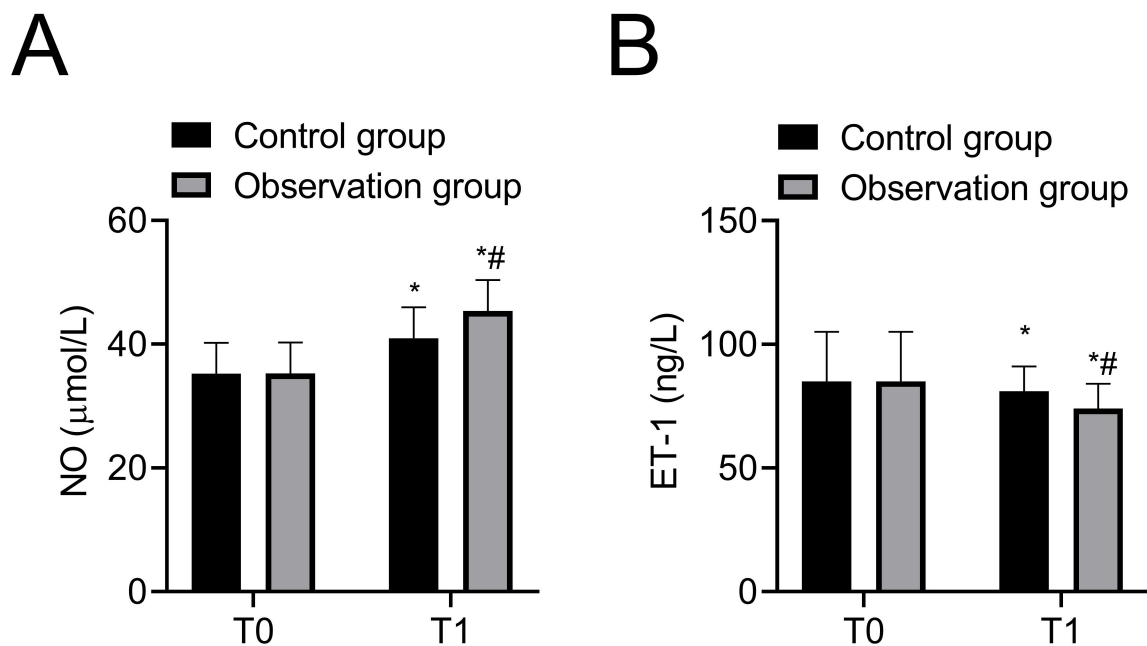 A
Control group
Observation group
NO (μmol/L)
60
40
20
0
*
*#
T0
T1
B
Control group
Observation group
ET-1 (ng/L)
150
100
50
0
*
*#
T0
T1